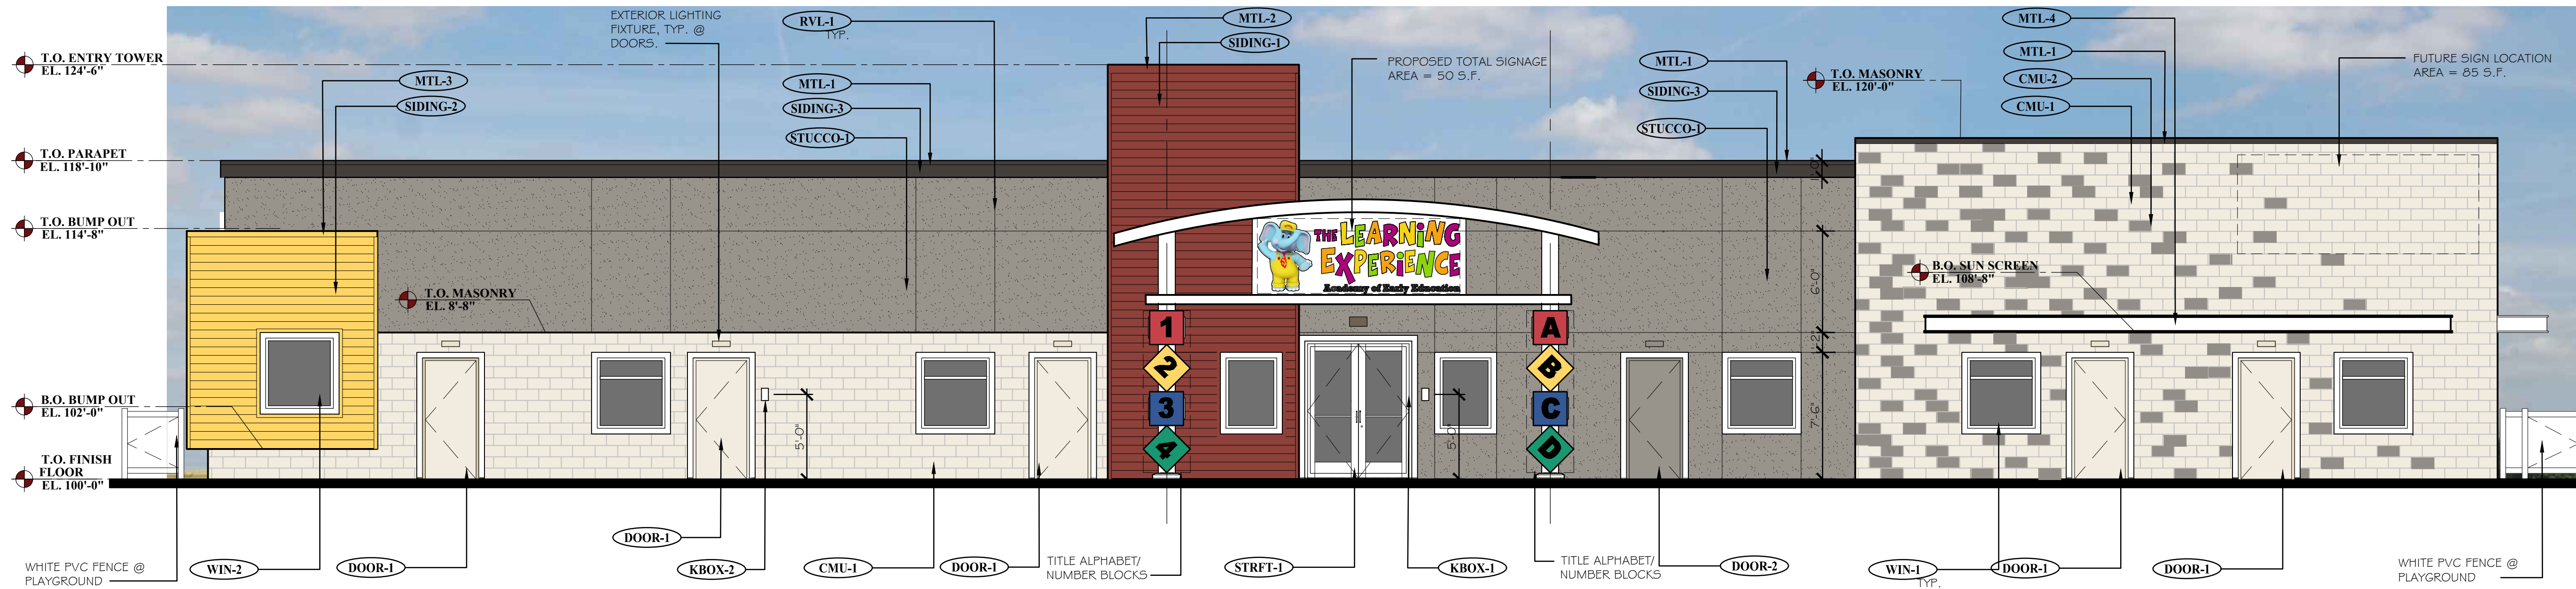 EXTERIOR LIGHTING
FIXTURE, TYP. @
DOORS.
RVL-1
TYP.
MTL-2
SIDING-1
MTL-4
MTL-1
CMU-2
CMU-1
T.O. ENTRY TOWER
EL. 124'-6"
MTL-3
SIDING-2
MTL-1
SIDING-3
STUCCO-1
PROPOSED TOTAL SIGNAGE
AREA = 50 S.F.
MTL-1
SIDING-3
STUCCO-1
T.O. MASONRY
EL. 120'-0"
FUTURE SIGN LOCATION
AREA = 85 S.F.
T.O. PARAPET
EL. 118'-10"
T.O. BUMP OUT
EL. 114'-8"
THE LEARNING
EXPERIENCE
Academy of Early Education
T.O. MASONRY
EL. 8'-8"
B.O. SUN SCREEN
EL. 108'-8"
6'-0"
7'-6"
1
2
3
4
A
B
C
D
B.O. BUMP OUT
EL. 102'-0"
5'-0"
5'-0"
T.O. FINISH
FLOOR
EL. 100'-0"
WHITE PVC FENCE @
PLAYGROUND
WIN-2
DOOR-1
DOOR-1
KBOX-2
CMU-1
DOOR-1
TITLE ALPHABET/
NUMBER BLOCKS
STRFT-1
KBOX-1
TITLE ALPHABET/
NUMBER BLOCKS
DOOR-2
WIN-1
TYP.
DOOR-1
DOOR-1
WHITE PVC FENCE @
PLAYGROUND